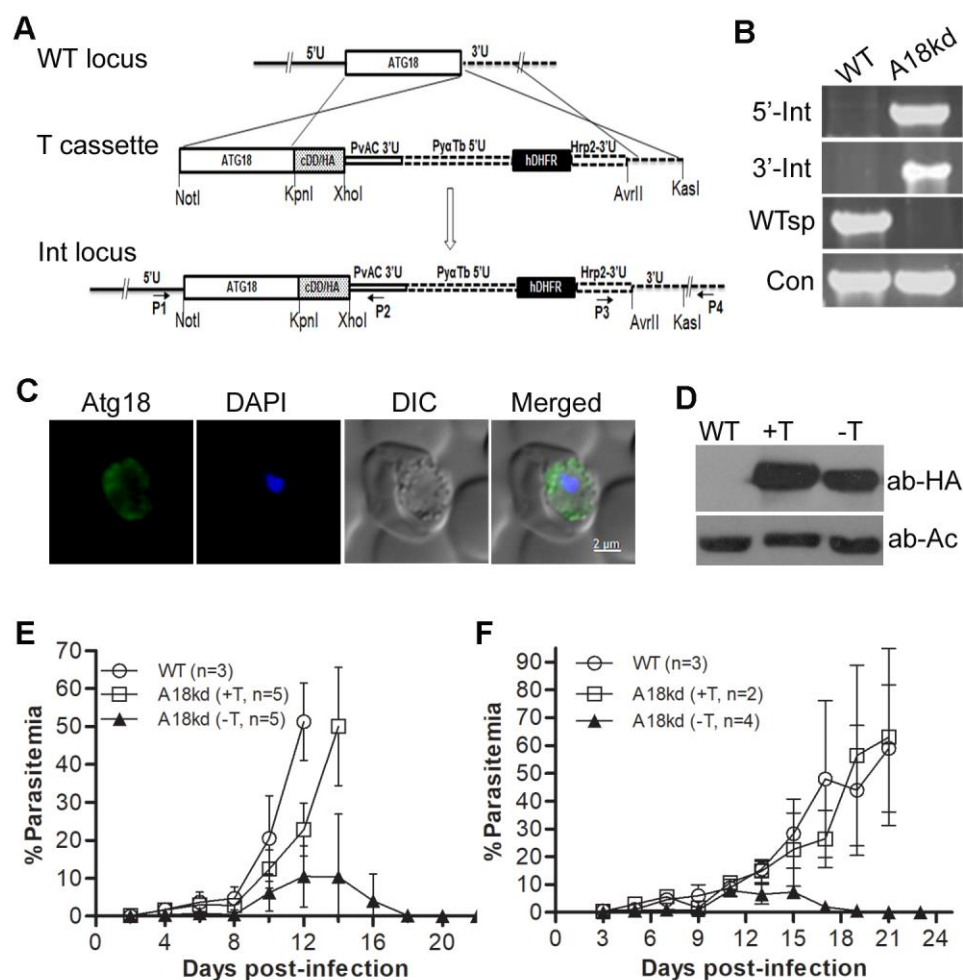 A
WT locus
5'U
ATG18
3'U
T cassette
ATG18
cDD/HA
PvAC 3'U
PyαTb 5'U
hDHFR
Hrp2-3'U
NotI
KpnI
XhoI
AvrII
KasI
Int locus
5'U
ATG18
cDD/HA
PvAC 3'U
PyαTb 5'U
hDHFR
Hrp2-3'U
3'U
P1
NotI
KpnI
XhoI
P2
P3
AvrII
KasI
P4
B
WT A18kd
5'-Int
3'-Int
WTsp
Con
C
Atg18 DAPI DIC Merged
2 µm
D
WT +T -T
ab-HA
ab-Ac
E
% Parasitemia
70
60
50
40
30
20
10
0
WT (n=3)
A18kd (+T, n=5)
A18kd (-T, n=5)
0 4 8 12 16 20
Days post-infection
F
% Parasitemia
90
80
70
60
50
40
30
20
10
0
WT (n=3)
A18kd (+T, n=2)
A18kd (-T, n=4)
0 3 6 9 12 15 18 21 24
Days post-infection